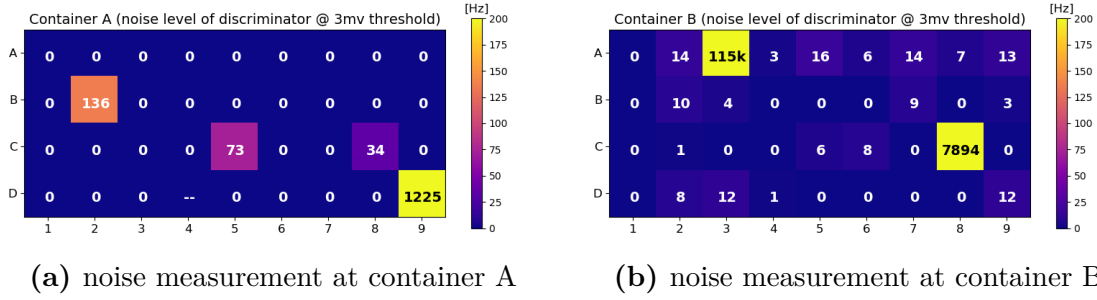 Container A (noise level of discriminator @ 3mv threshold)
[Hz]
A 0 0 0 0 0 0 0 0 0
B 0 136 0 0 0 0 0 0 0
C 0 0 0 0 73 0 0 34 0
D 0 0 0 -- 0 0 0 0 1225
1 2 3 4 5 6 7 8 9
200
175
150
125
100
75
50
25
0
(a) noise measurement at container A
Container B (noise level of discriminator @ 3mv threshold)
[Hz]
A 0 14 115k 3 16 6 14 7 13
B 0 10 4 0 0 0 9 0 3
C 0 1 0 0 6 8 0 7894 0
D 0 8 12 1 0 0 0 0 12
1 2 3 4 5 6 7 8 9
200
175
150
125
100
75
50
25
0
(b) noise measurement at container B